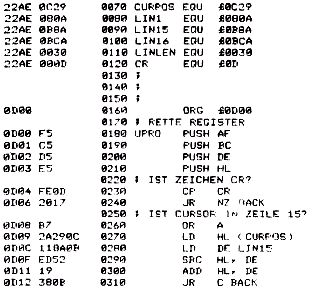 22AE 0C29 0070 CURPOS EQU £0C29
22AE 080A 0080 LIN1 EQU £080A
22AE 0B8A 0090 LIN15 EQU £0B8A
22AE 0BCA 0100 LIN16 EQU £0BCA
22AE 0030 0110 LINLEN EQU £0030
22AE 000D 0120 CR EQU £0D
0130 ;
0140 ;
0150 ;
0D00 0160 ORG £0D00
0170 ; RETTE REGISTER
0D00 F5 0180 UPRO PUSH AF
0D01 C5 0190 PUSH BC
0D02 D5 0200 PUSH DE
0D03 E5 0210 PUSH HL
0220 ; IST ZEICHEN CR?
0D04 FE0D 0230 CP CR
0D06 2017 0240 JR NZ BACK
0250 ; IST CURSOR IN ZEILE 15?
0D08 B7 0260 OR A
0D09 2A290C 0270 LD HL (CURPOS)
0D0C 118A0B 0280 LD DE LIN15
0D0F ED52 0290 SBC HL, DE
0D11 19 0300 ADD HL, DE
0D12 380B 0310 JR C BACK